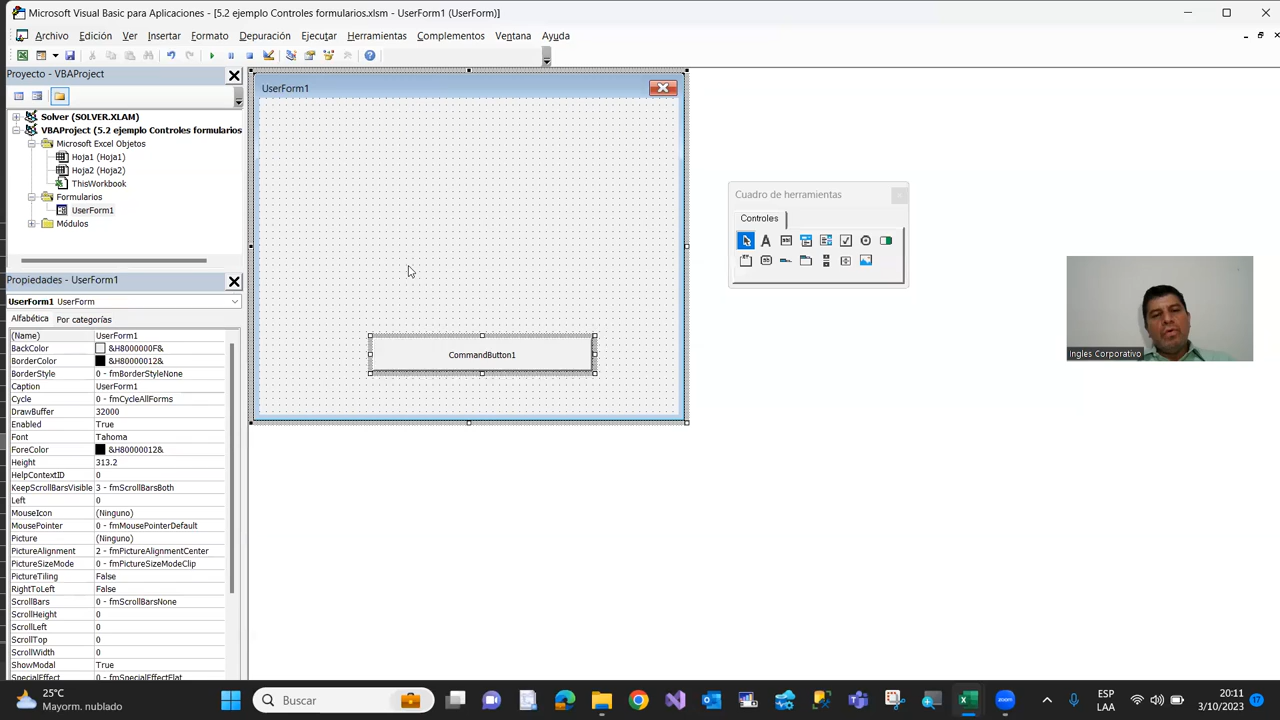 Microsoft Visual Basic para Aplicaciones - [5.2 ejemplo Controles formularios.xlsm - UserForm1 (UserForm)]
Archivo Edición Ver Insertar Formato Depuración Ejecutar Herramientas Complementos Ventana Ayuda
Proyecto - VBAProject
Solver (SOLVER.XLAM)
VBAProject (5.2 ejemplo Controles formularios
Microsoft Excel Objetos
Hoja1 (Hoja1)
Hoja2 (Hoja2)
ThisWorkbook
Formularios
UserForm1
Módulos
Propiedades - UserForm1
UserForm1 UserForm
Alfabética Por categorías
(Name) UserForm1
BackColor &H8000000F&
BorderColor &H80000012&
BorderStyle 0 - fmBorderStyleNone
Caption UserForm1
Cycle 0 - fmCycleAllForms
DrawBuffer 32000
Enabled True
Font Tahoma
ForeColor &H80000012&
Height 313.2
HelpContextID 0
KeepScrollBarsVisible 3 - fmScrollBarsBoth
Left 0
MouseIcon (Ninguno)
MousePointer 0 - fmMousePointerDefault
Picture (Ninguno)
PictureAlignment 2 - fmPictureAlignmentCenter
PictureSizeMode 0 - fmPictureSizeModeClip
PictureTiling False
RightToLeft False
ScrollBars 0 - fmScrollBarsNone
ScrollHeight 0
ScrollLeft 0
ScrollTop 0
ScrollWidth 0
ShowModal True
SpecialEffect 0 - fmSpecialEffectFlat
UserForm1
CommandButton1
Cuadro de herramientas
Controles
Ingles Corporativo
25°C
Mayorm. nublado
Buscar
ESP
LAA
20:11
3/10/2023